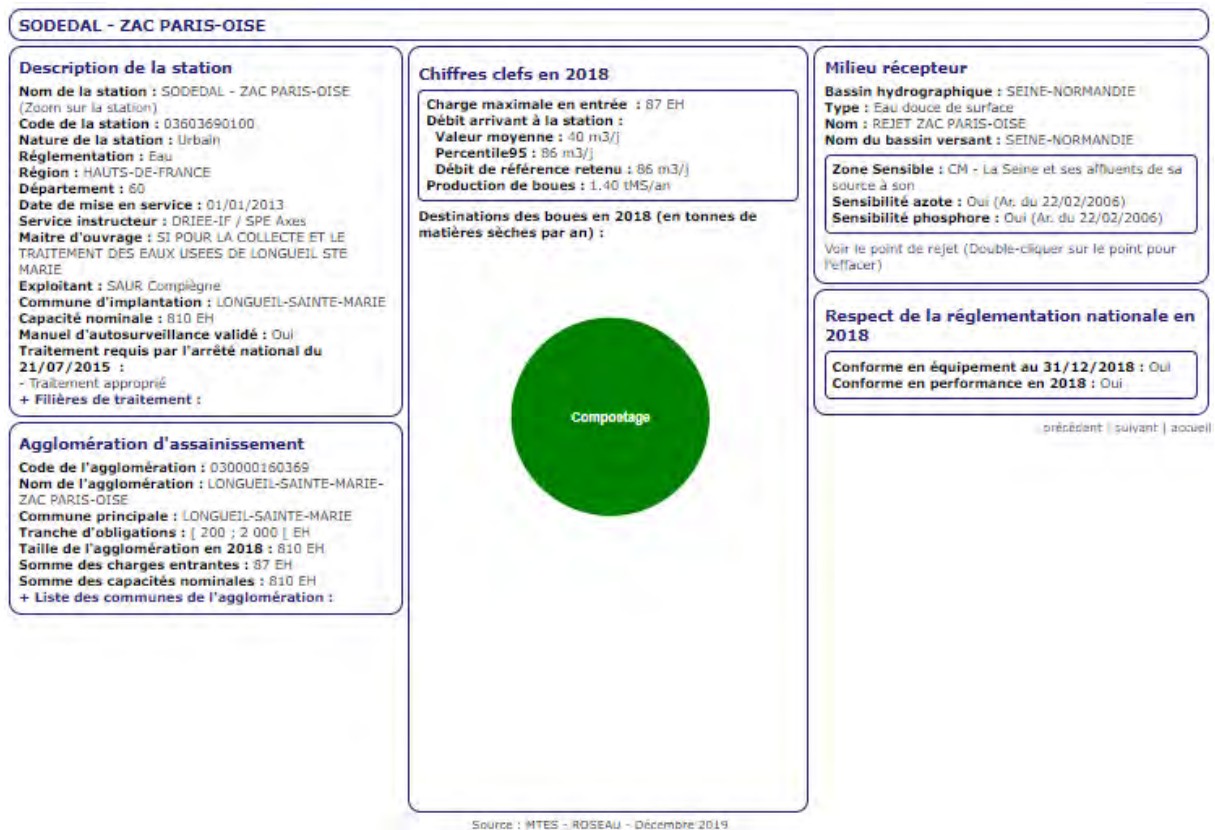 SODEDAL - ZAC PARIS-OISE
Description de la station
Nom de la station : SODEDAL - ZAC PARIS-OISE
(Zoom sur la station)
Code de la station : 03603690100
Nature de la station : Urbain
Réglementation : Eau
Région : HAUTS-DE-FRANCE
Département : 60
Date de mise en service : 01/01/2013
Service instructeur : DRIEE-IF / SPE Axes
Maitre d'ouvrage : SI POUR LA COLLECTE ET LE
TRAITEMENT DES EAUX USEES DE LONGUEIL STE
MARIE
Exploitant : SAUR Compiègne
Commune d'implantation : LONGUEIL-SAINTE-MARIE
Capacité nominale : 810 EH
Manuel d'autosurveillance validé : Oui
Traitement requis par l'arrêté national du
21/07/2015 :
- Traitement approprié
+ Filières de traitement :
Agglomération d'assainissement
Code de l'agglomération : 030000160369
Nom de l'agglomération : LONGUEIL-SAINTE-MARIE-
ZAC PARIS-OISE
Commune principale : LONGUEIL-SAINTE-MARIE
Tranche d'obligations : [ 200 ; 2 000 [ EH
Taille de l'agglomération en 2018 : 810 EH
Somme des charges entrantes : 87 EH
Somme des capacités nominales : 810 EH
+ Liste des communes de l'agglomération :
Chiffres clefs en 2018
Charge maximale en entrée : 87 EH
Débit arrivant à la station :
Valeur moyenne : 40 m3/j
Percentile95 : 86 m3/j
Débit de référence retenu : 86 m3/j
Production de boues : 1.40 tMS/an
Destinations des boues en 2018 (en tonnes de
matières sèches par an) :
Compostage
Milieu récepteur
Bassin hydrographique : SEINE-NORMANDIE
Type : Eau douce de surface
Nom : REJET ZAC PARIS-OISE
Nom du bassin versant : SEINE-NORMANDIE
Zone Sensible : CM - La Seine et ses affluents de sa
source à son
Sensibilité azote : Oui (Ar. du 22/02/2006)
Sensibilité phosphore : Oui (Ar. du 22/02/2006)
Voir le point de rejet (Double-cliquer sur le point pour
l'effacer)
Respect de la réglementation nationale en
2018
Conforme en équipement au 31/12/2018 : Oui
Conforme en performance en 2018 : Oui
précédent | suivant | accueil
Source : MTES - ROSEAU - Décembre 2019